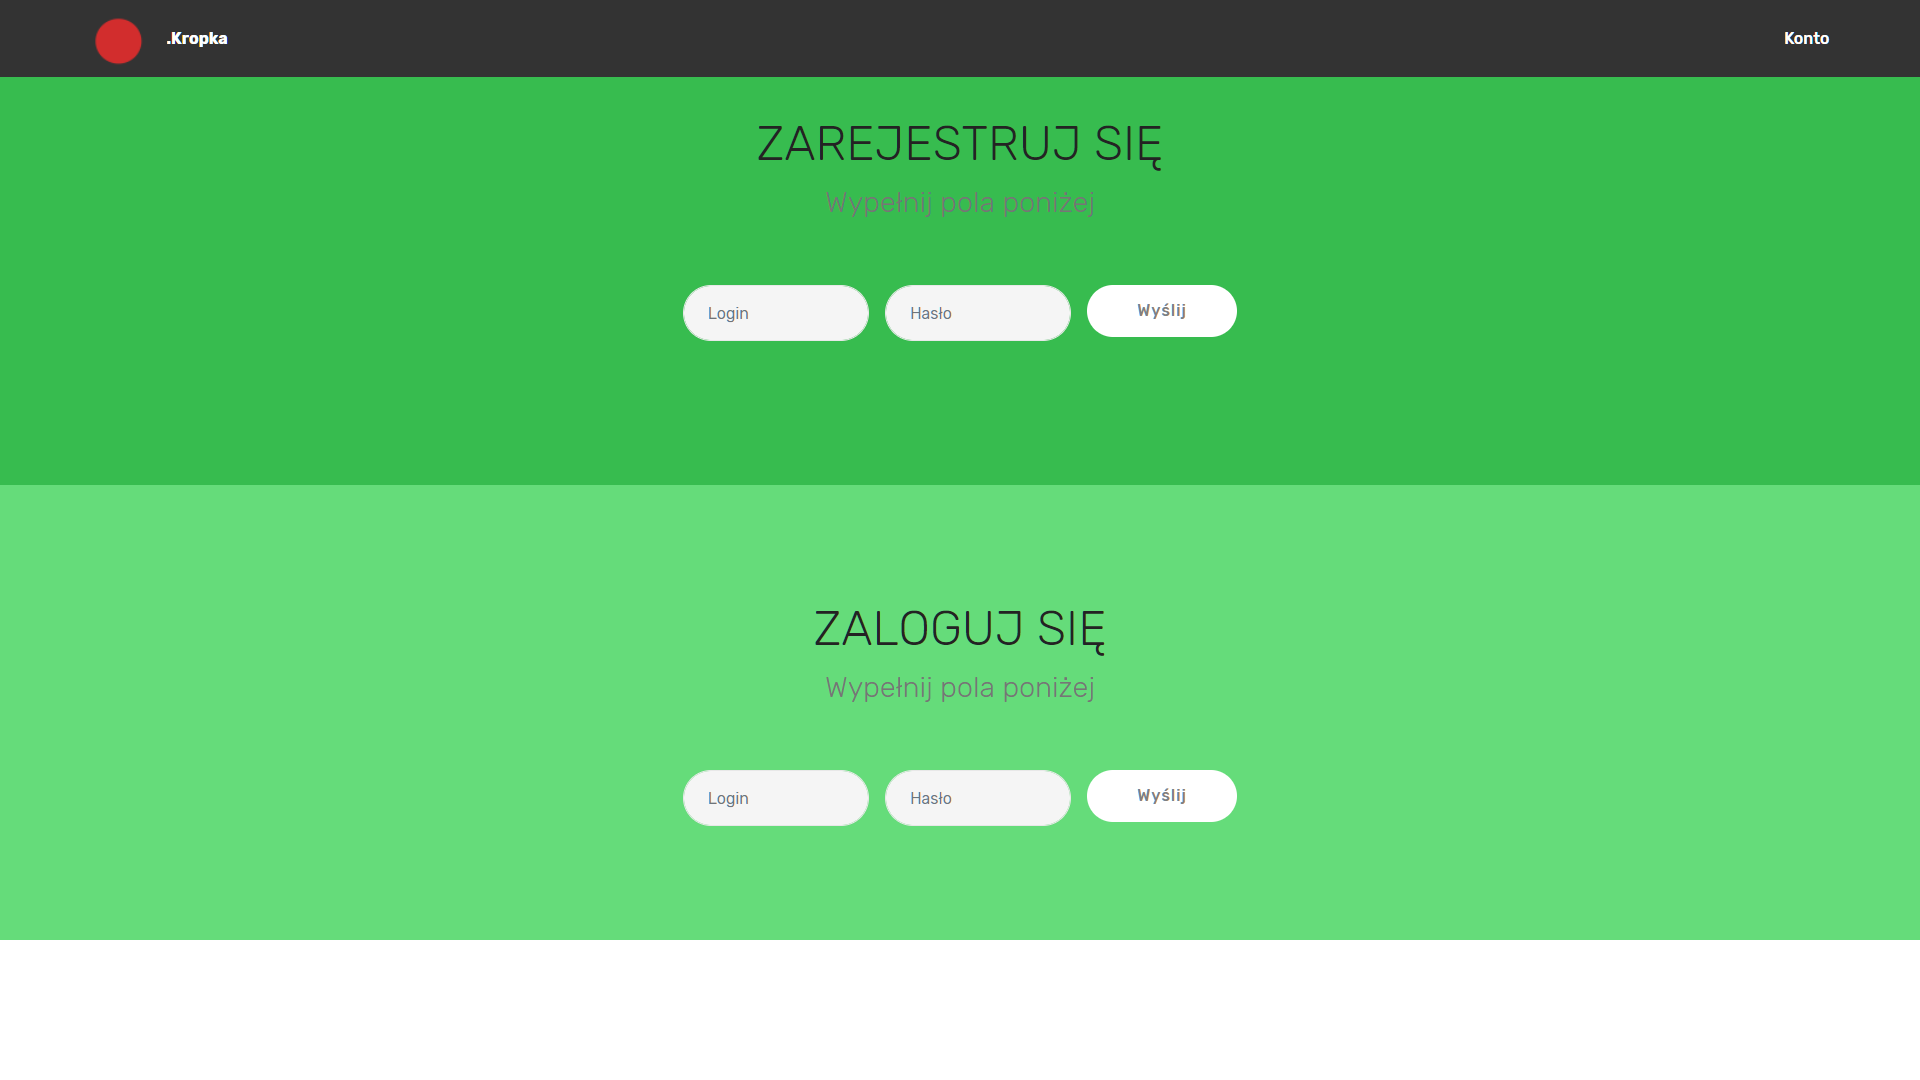 .Kropka
Konto
ZAREJESTRUJ SIĘ
Wypełnij pola poniżej
Login
Hasło
Wyślij
ZALOGUJ SIĘ
Wypełnij pola poniżej
Login
Hasło
Wyślij